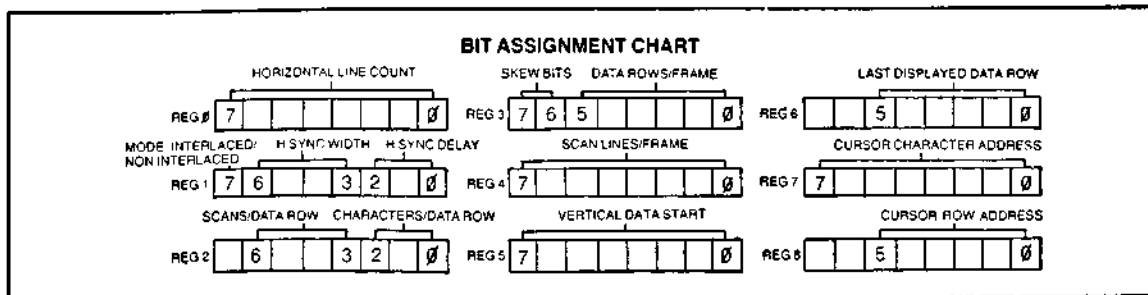 BIT ASSIGNMENT CHART
HORIZONTAL LINE COUNT
REG Ø 7 Ø
SKEW BITS DATA ROWS/FRAME
REG 3 7 6 5 Ø
LAST DISPLAYED DATA ROW
REG 6 5 Ø
MODE INTERLACED/
NON INTERLACED
H SYNC WIDTH H SYNC DELAY
REG 1 7 6 3 2 Ø
SCAN LINES/FRAME
REG 4 7 Ø
CURSOR CHARACTER ADDRESS
REG 7 7 Ø
SCANS/DATA ROW CHARACTERS/DATA ROW
REG 2 6 3 2 Ø
VERTICAL DATA START
REG 5 7 Ø
CURSOR ROW ADDRESS
REG 8 5 Ø